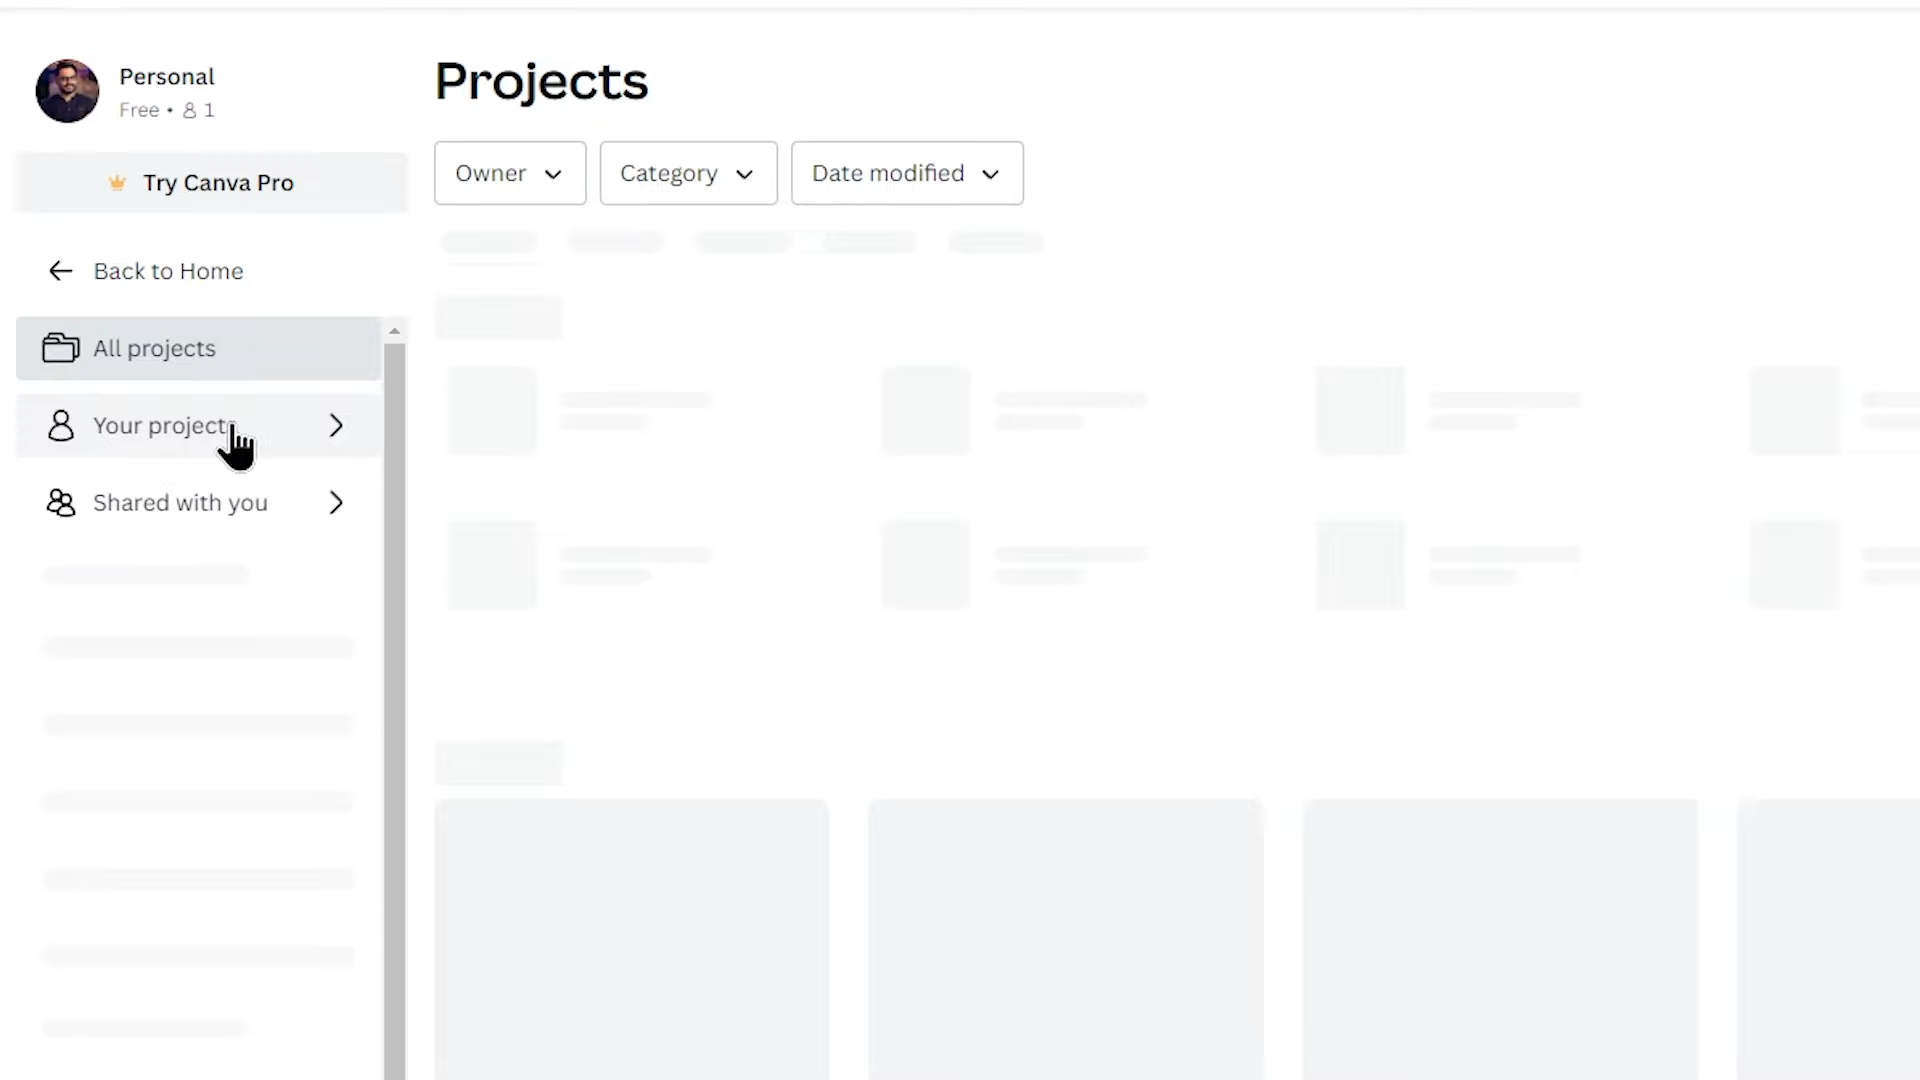 Personal
Free • 1
Try Canva Pro
Back to Home
All projects
Your project
Shared with you
Projects
Owner
Category
Date modified